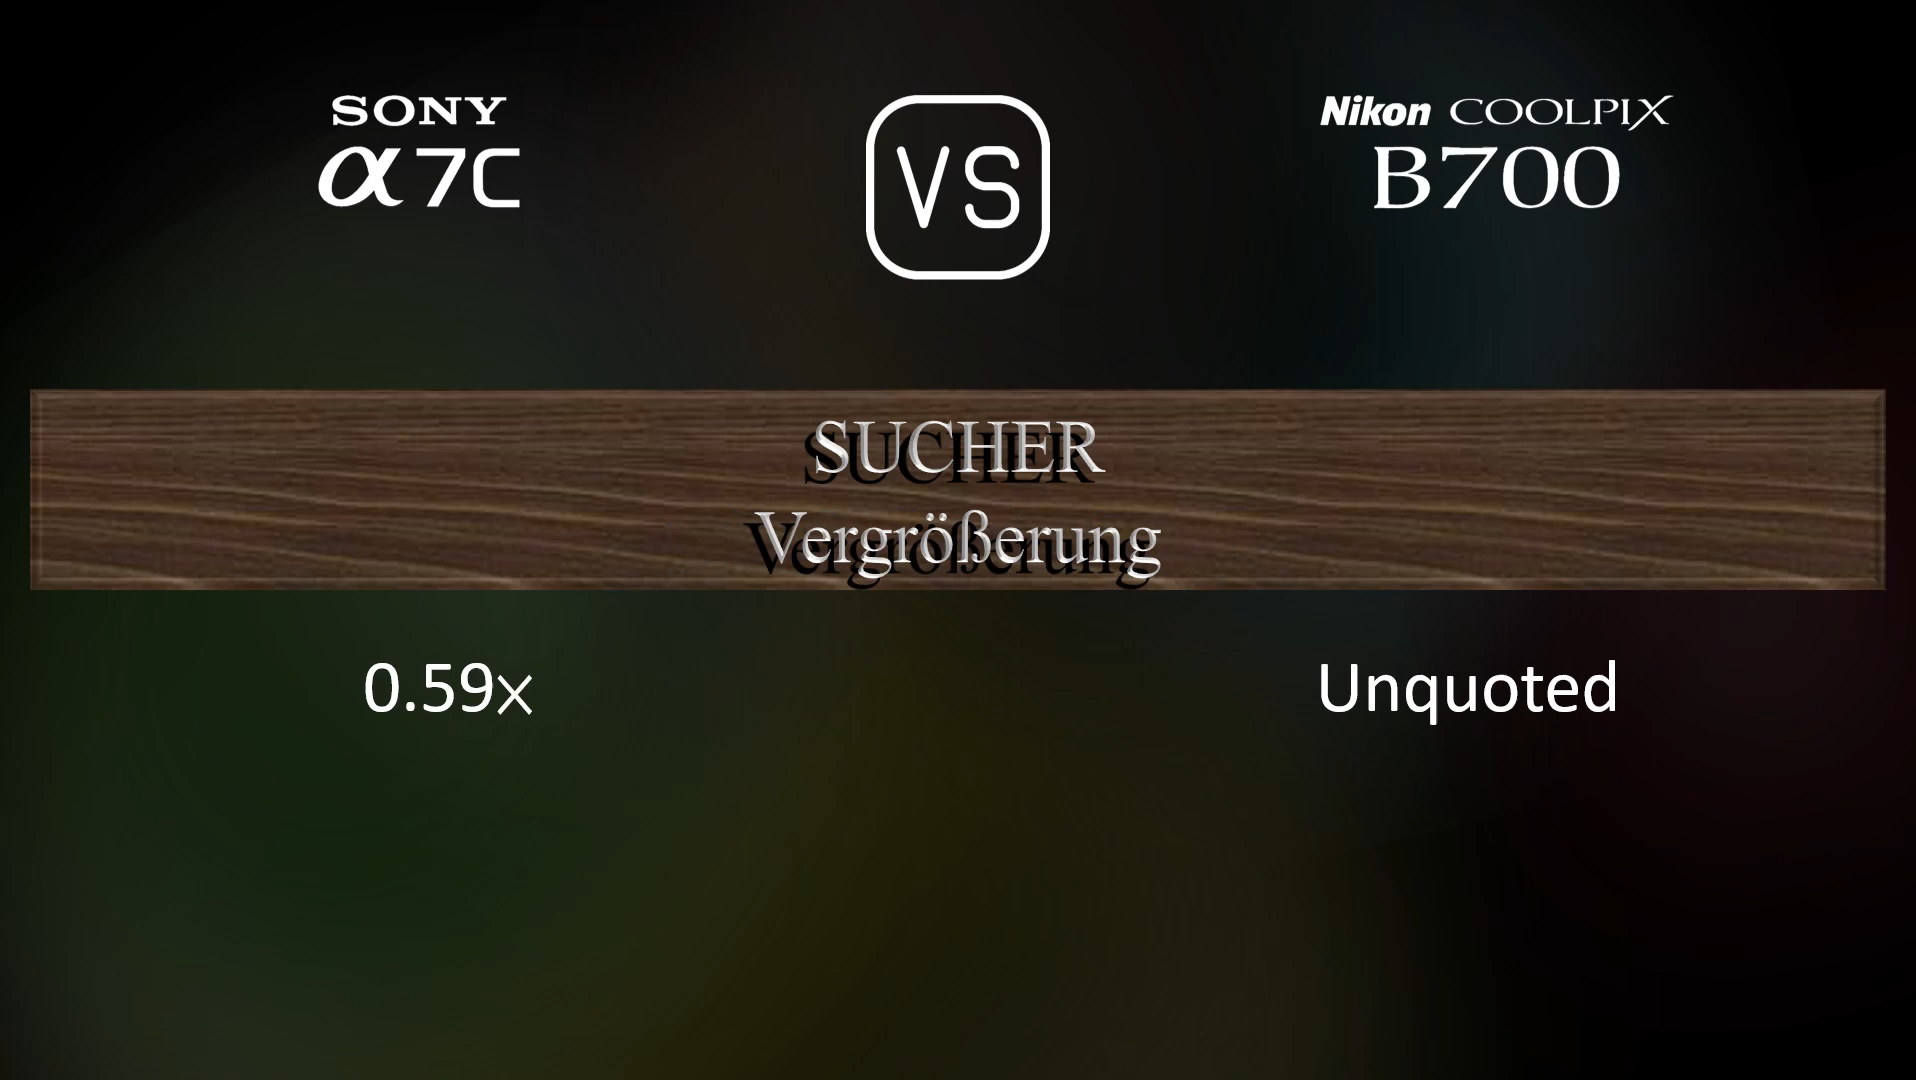 SONY
α7C
VS
Nikon COOLPIX
B700
SUCHER
Vergrößerung
0.59x
Unquoted